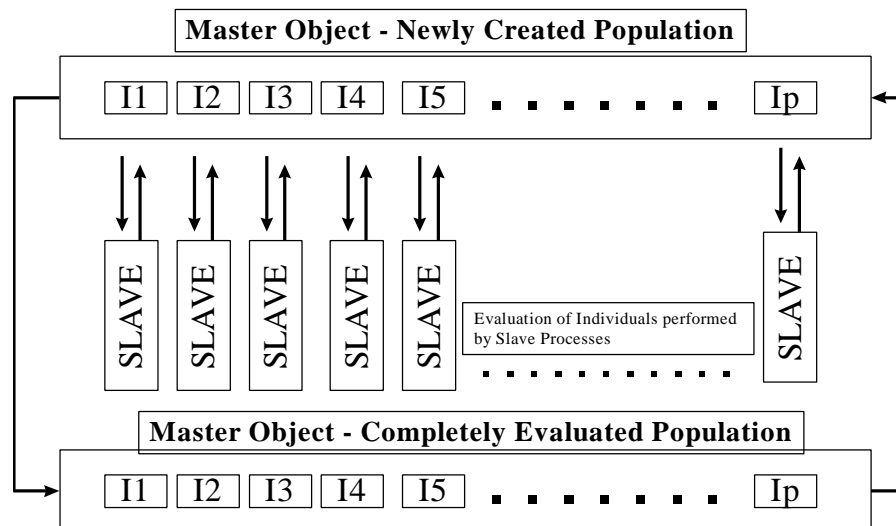 Master Object - Newly Created Population
I1 I2 I3 I4 I5 . . . . . . . Ip
SLAVE SLAVE SLAVE SLAVE SLAVE SLAVE
Evaluation of Individuals performed
by Slave Processes
. . . . . . . . . . .
Master Object - Completely Evaluated Population
I1 I2 I3 I4 I5 . . . . . . . Ip